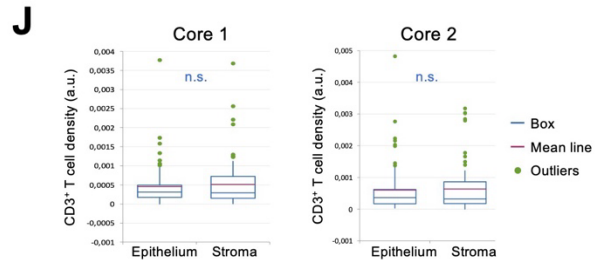 J
Core 1
CD3+ T cell density (a.u.)
0,004
0,0035
0,003
0,0025
0,002
0,0015
0,001
0,0005
0
-0,0005
-0,001
n.s.
Epithelium Stroma
Core 2
CD3+ T cell density (a.u.)
0,005
0,004
0,003
0,002
0,001
0
-0,001
n.s.
Epithelium Stroma
Box
Mean line
Outliers